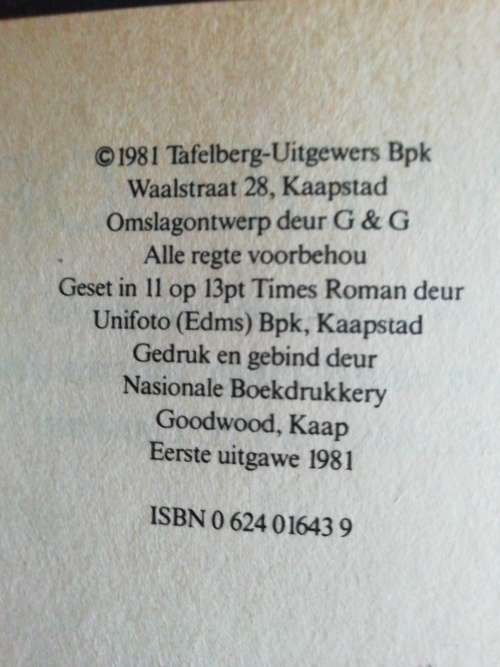 ©1981 Tafelberg-Uitgewers Bpk
Waalstraat 28, Kaapstad
Omslagontwerp deur G & G
Alle regte voorbehou
Geset in 11 op 13pt Times Roman deur
Unifoto (Edms) Bpk, Kaapstad
Gedruk en gebind deur
Nasionale Boekdrukkery
Goodwood, Kaap
Eerste uitgawe 1981
ISBN 0 624 01643 9